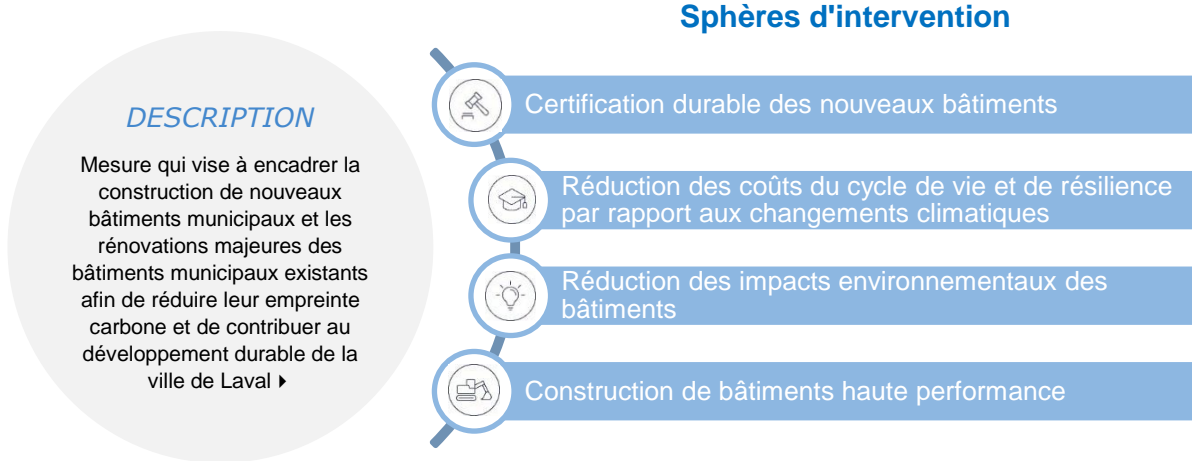 Sphères d'intervention
DESCRIPTION
Mesure qui vise à encadrer la
construction de nouveaux
bâtiments municipaux et les
rénovations majeures des
bâtiments municipaux existants
afin de réduire leur empreinte
carbone et de contribuer au
développement durable de la
ville de Laval
Certification durable des nouveaux bâtiments
Réduction des coûts du cycle de vie et de résilience
par rapport aux changements climatiques
Réduction des impacts environnementaux des
bâtiments
Construction de bâtiments haute performance